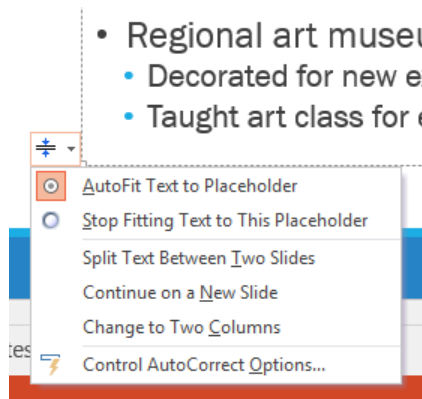 • Regional art
• Decorated for new
• Taught art class for
AutoFit Text to Placeholder
Stop Fitting Text to This Placeholder
Split Text Between Two Slides
Continue on a New Slide
Change to Two Columns
Control AutoCorrect Options...